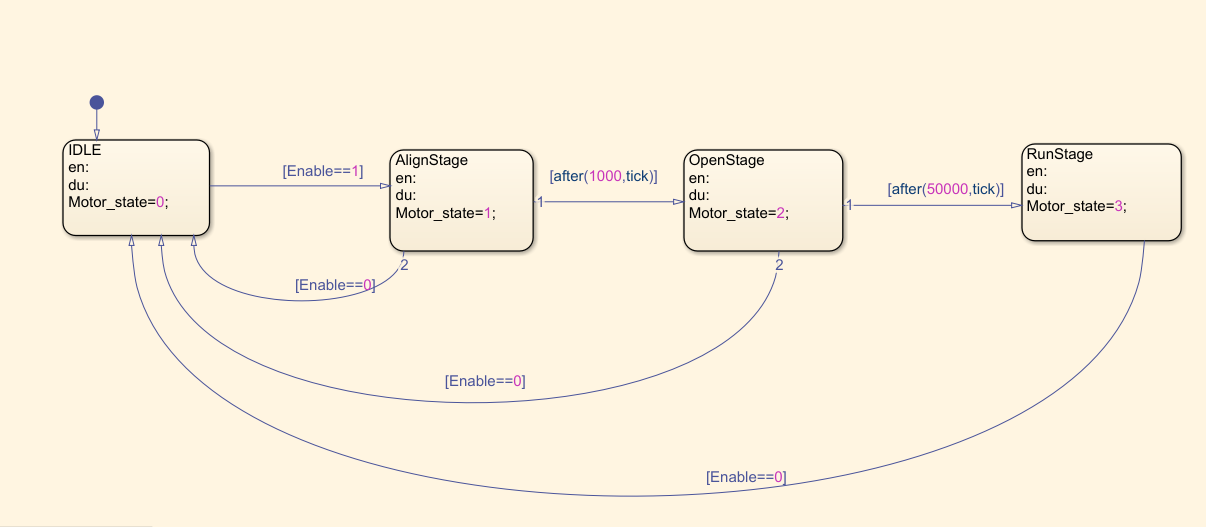 IDLE
en:
du:
Motor_state=0;
[Enable==1]
AlignStage
en:
du:
Motor_state=1;
1
[after(1000,tick)]
OpenStage
en:
du:
Motor_state=2;
1
[after(50000,tick)]
RunStage
en:
du:
Motor_state=3;
2
[Enable==0]
2
[Enable==0]
[Enable==0]